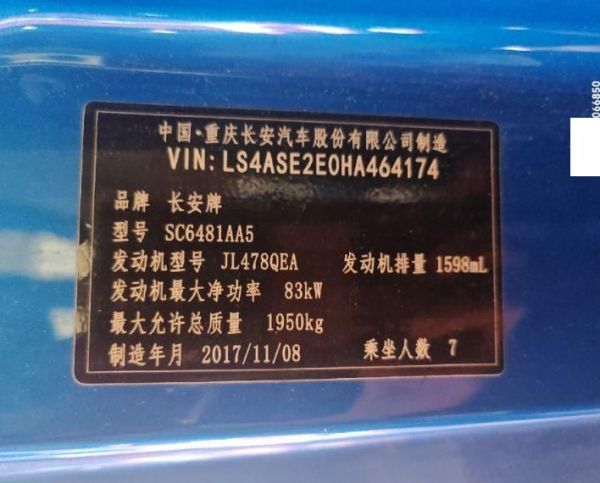 中国·重庆长安汽车股份有限公司制造
VIN: LS4ASE2E0HA464174
品牌 长安牌
型号 SC6481AA5
发动机型号 JL478QEA 发动机排量 1598mL
发动机最大净功率 83kW
最大允许总质量 1950kg
制造年月 2017/11/08 乘坐人数 7
066850